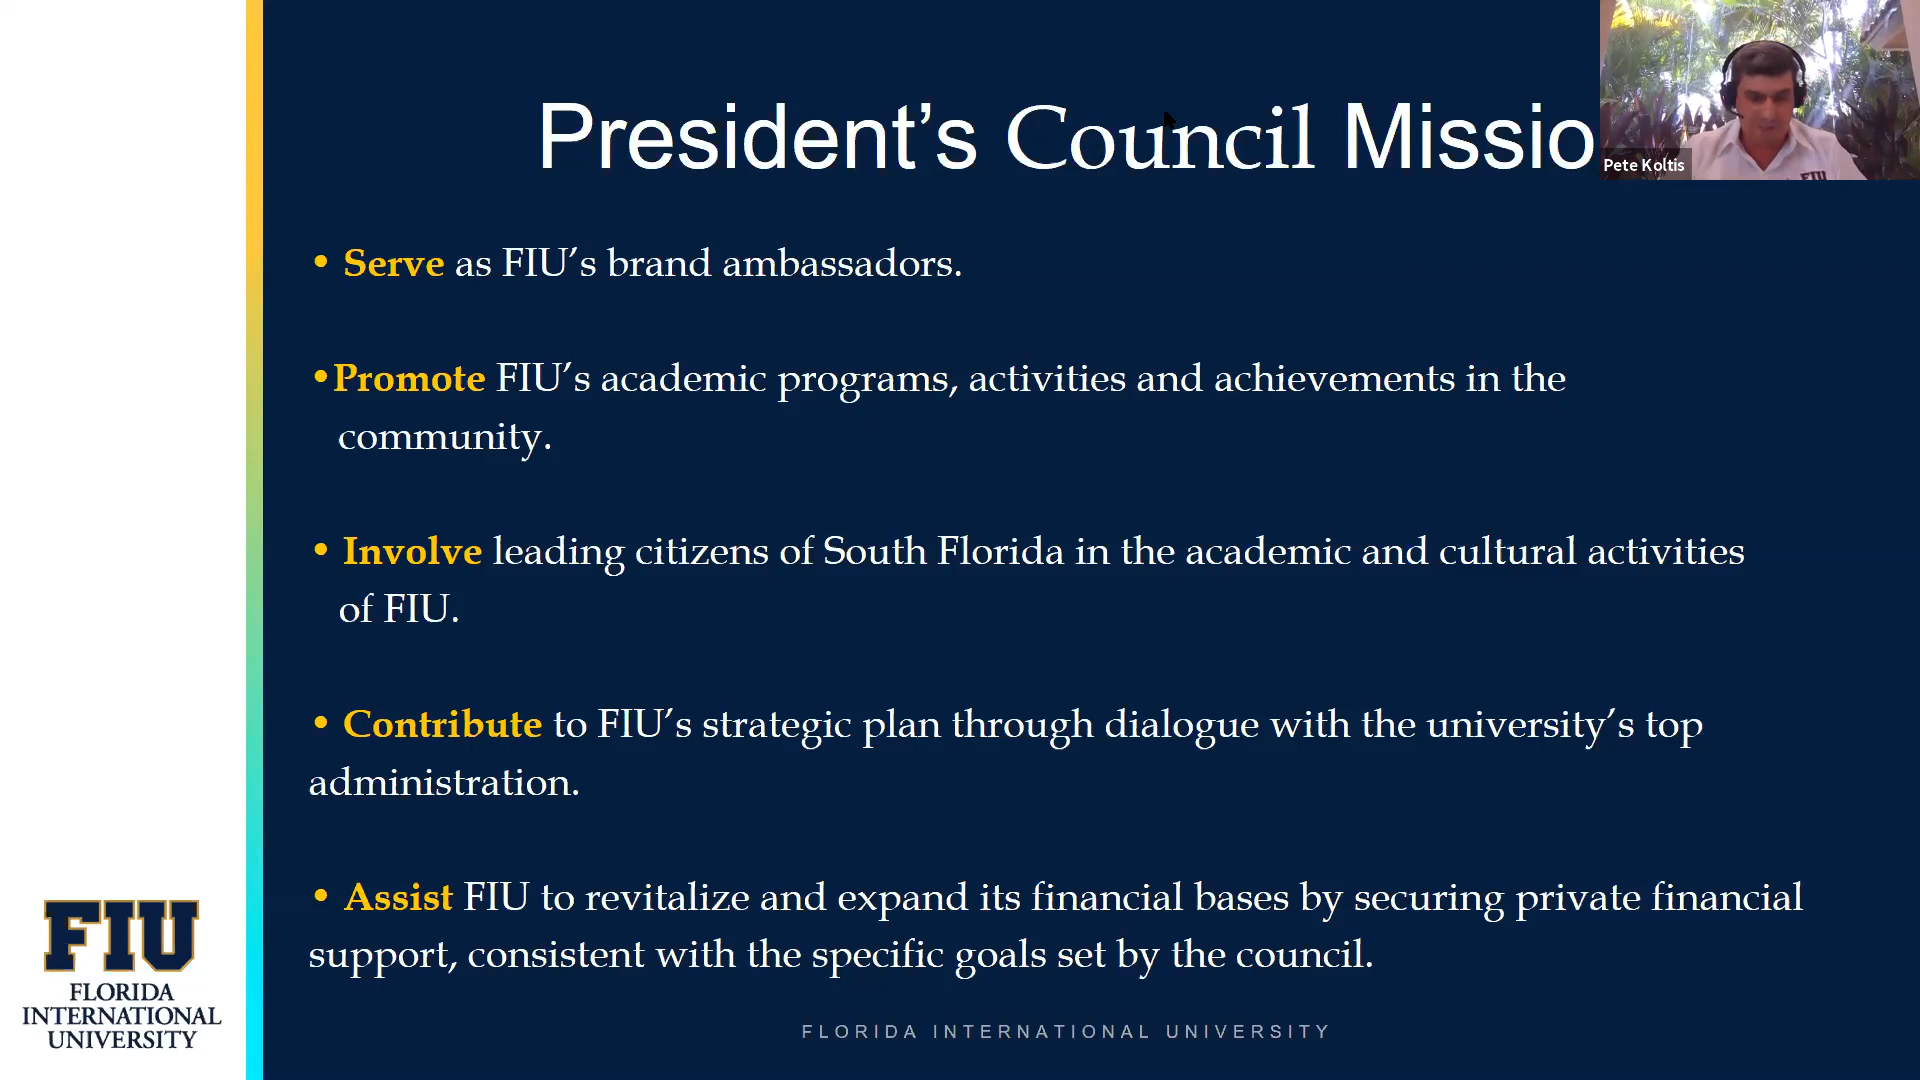 President’s Council Missio
Pete Koltis
FIU
• Serve as FIU’s brand ambassadors.
•Promote FIU’s academic programs, activities and achievements in the
community.
• Involve leading citizens of South Florida in the academic and cultural activities
of FIU.
• Contribute to FIU’s strategic plan through dialogue with the university’s top
administration.
• Assist FIU to revitalize and expand its financial bases by securing private financial
support, consistent with the specific goals set by the council.
FIU
FLORIDA
INTERNATIONAL
UNIVERSITY
FLORIDA INTERNATIONAL UNIVERSITY